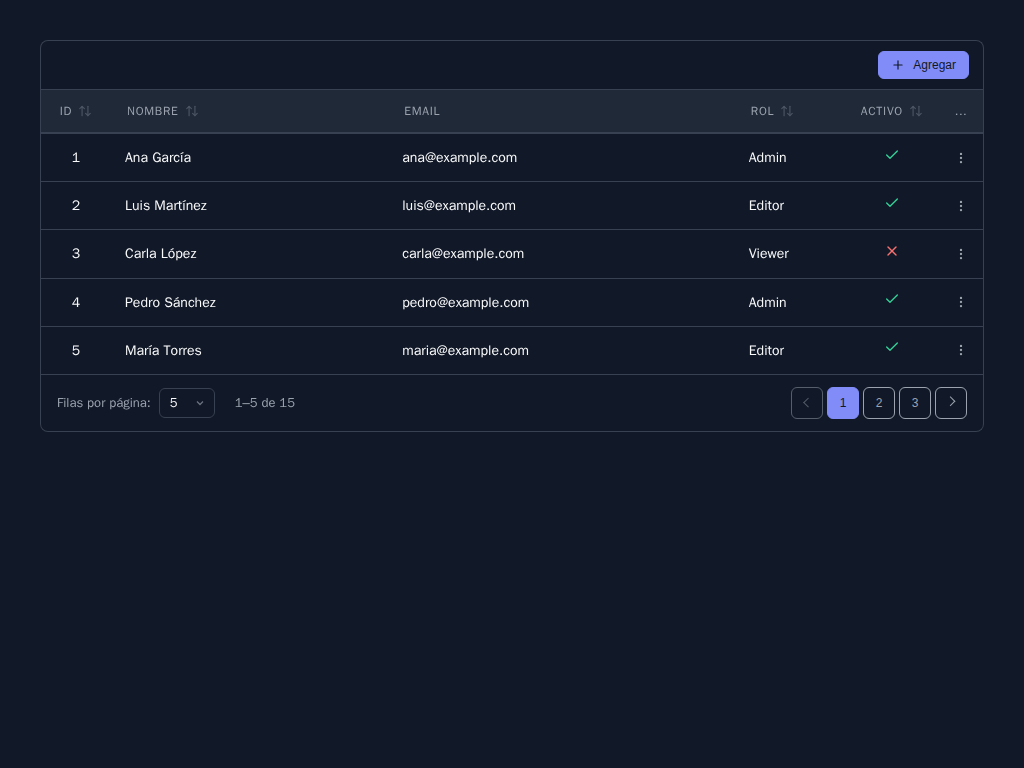 Agregar
ID NOMBRE EMAIL ROL ACTIVO ...
1 Ana García ana@example.com Admin
2 Luis Martínez luis@example.com Editor
3 Carla López carla@example.com Viewer
4 Pedro Sánchez pedro@example.com Admin
5 María Torres maria@example.com Editor
Filas por página: 5 1–5 de 15 1 2 3